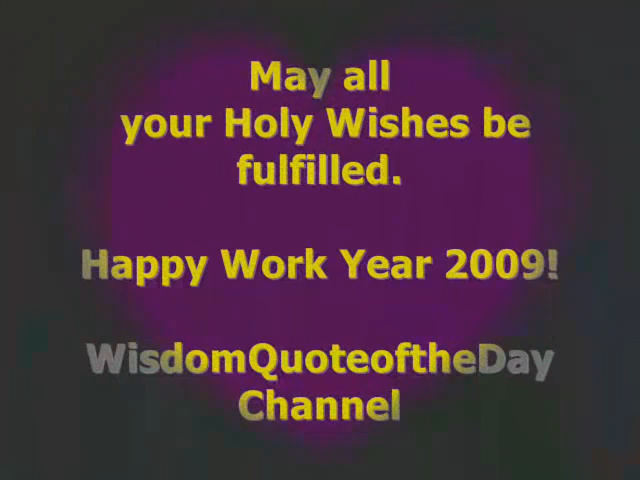 May all
your Holy Wishes be
fulfilled.
Happy Work Year 2009!
WisdomQuoteoftheDay
Channel